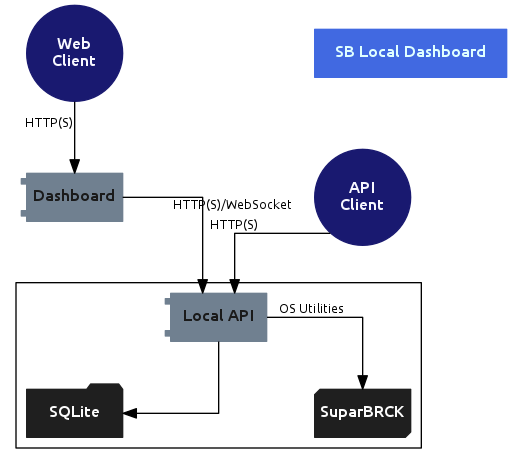 Web
Client
SB Local Dashboard
HTTP(S)
Dashboard
API
Client
HTTP(S)/WebSocket
HTTP(S)
Local API
OS Utilities
SQLite
SuparBRCK